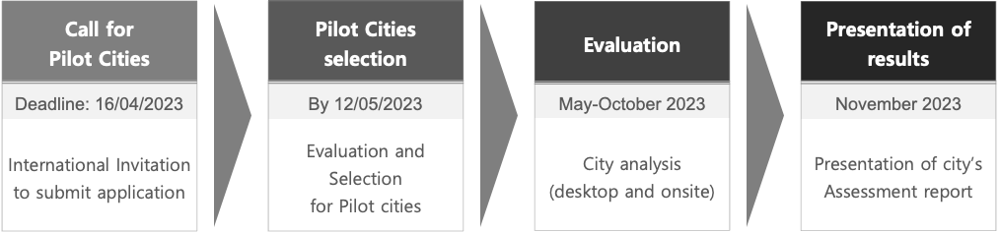 Call for
Pilot Cities
Deadline: 16/04/2023
International Invitation
to submit application
Pilot Cities
selection
By 12/05/2023
Evaluation and
Selection
for Pilot cities
Evaluation
May-October 2023
City analysis
(desktop and onsite)
Presentation of
results
November 2023
Presentation of city’s
Assessment report